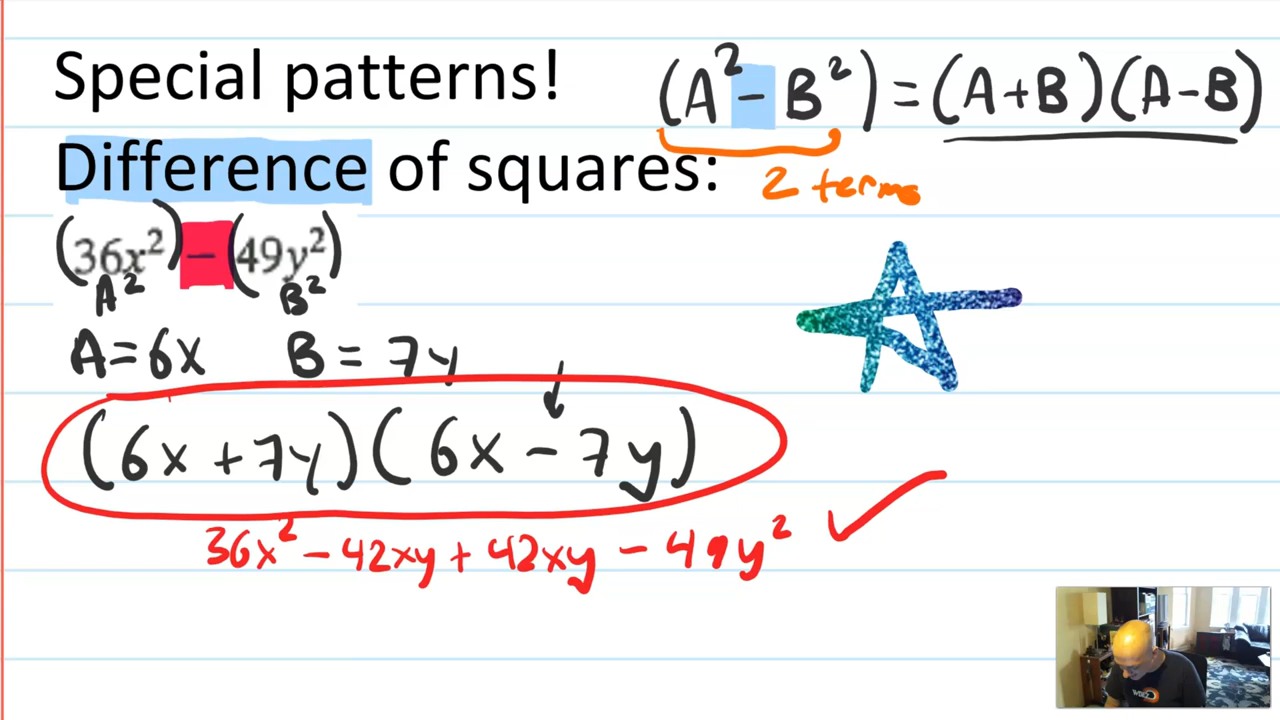 Special patterns!
(A² - B²) = (A+B)(A-B)
Difference of squares:
2 terms
(36x²) - (49y²)
A² B²
A=6x B=7y
(6x+7y)(6x-7y)
36x² - 42xy + 42xy - 49y²